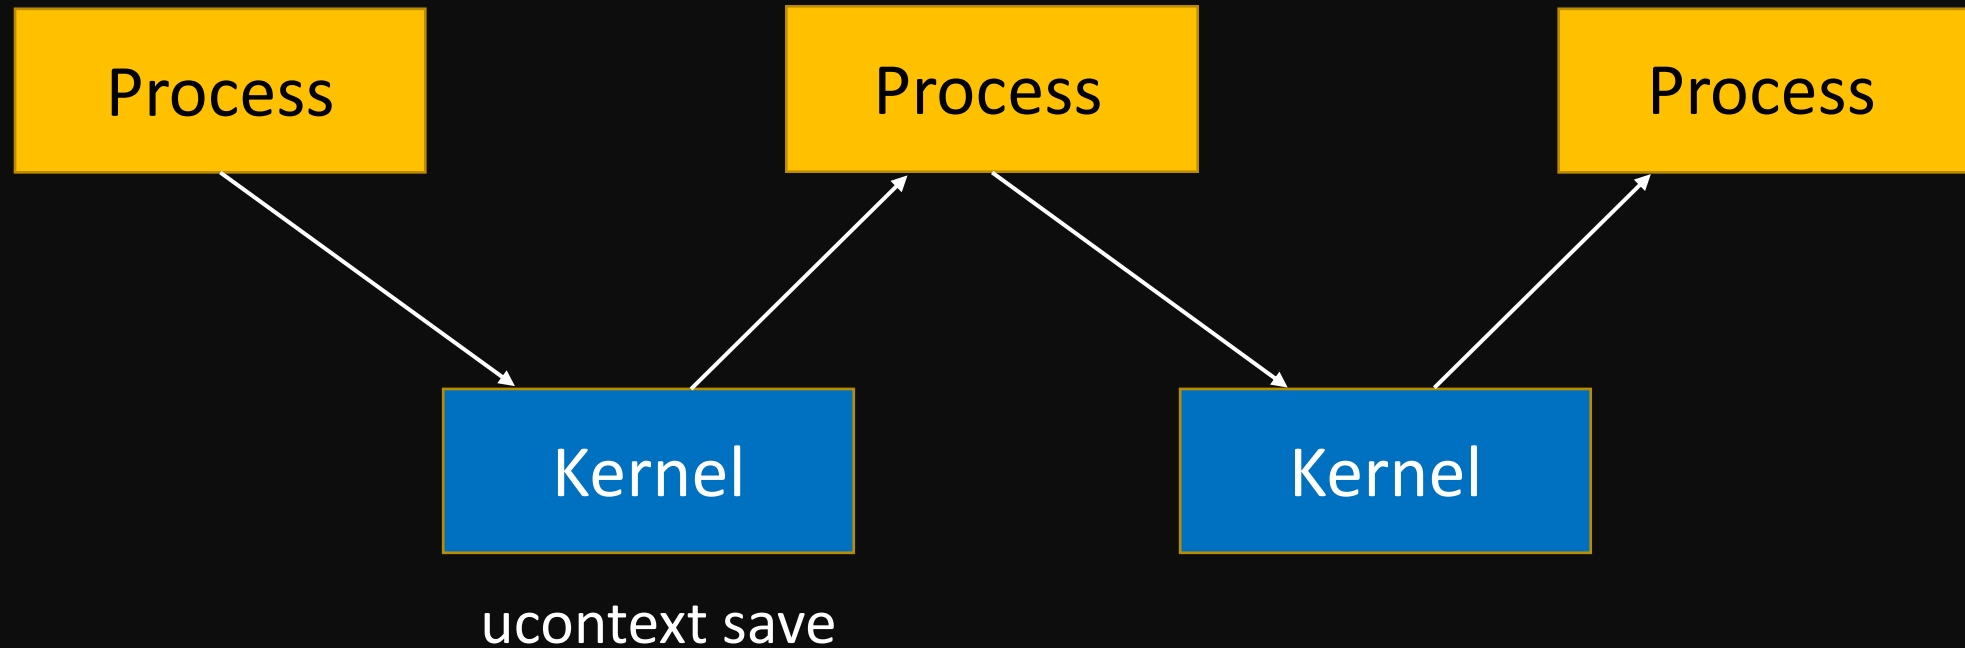 Process
Process
Process
Kernel
Kernel
ucontext save